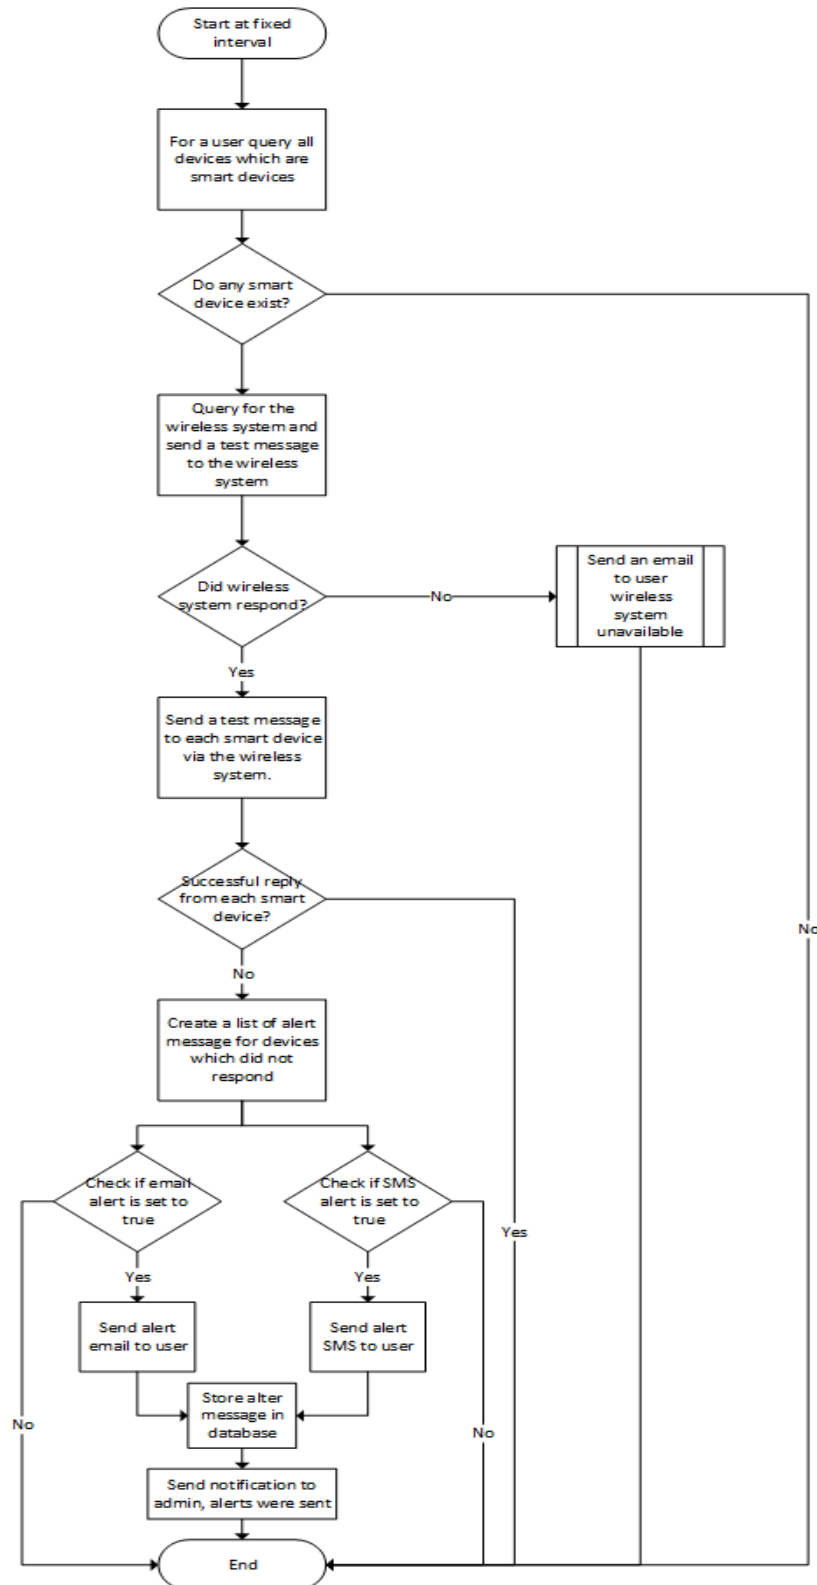 Start at fixed
interval
For a user query all
devices which are
smart devices
Do any smart
device exist?
Query for the
wireless system and
send a test message
to the wireless
system
Did wireless
system respond?
No
Send an email
to user
wireless
system
unavailable
Yes
Send a test message
to each smart device
via the wireless
system.
Successful reply
from each smart
device?
No
No
Create a list of alert
message for devices
which did not
respond
Check if email
alert is set to
true
Check if SMS
alert is set to
true
Yes
Yes
Yes
Send alert
email to user
Send alert
SMS to user
Store alter
message in
database
No
No
Send notification to
admin, alerts were sent
End